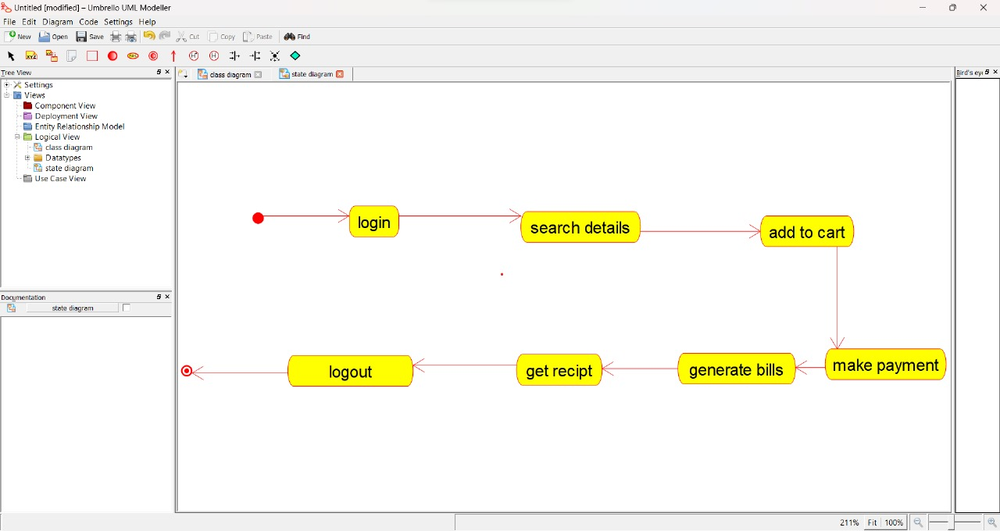 Untitled [modified] – Umbrello UML Modeller
File Edit Diagram Code Settings Help
New Open Save Cut Copy Paste Find
XYZ ABC
Tree View
class diagram state diagram
Bird's eye
Settings
Views
Component View
Deployment View
Entity Relationship Model
Logical View
class diagram
Datatypes
state diagram
Use Case View
login
search details
add to cart
Documentation
state diagram
logout
get recipt
generate bills
make payment
211% Fit 100%